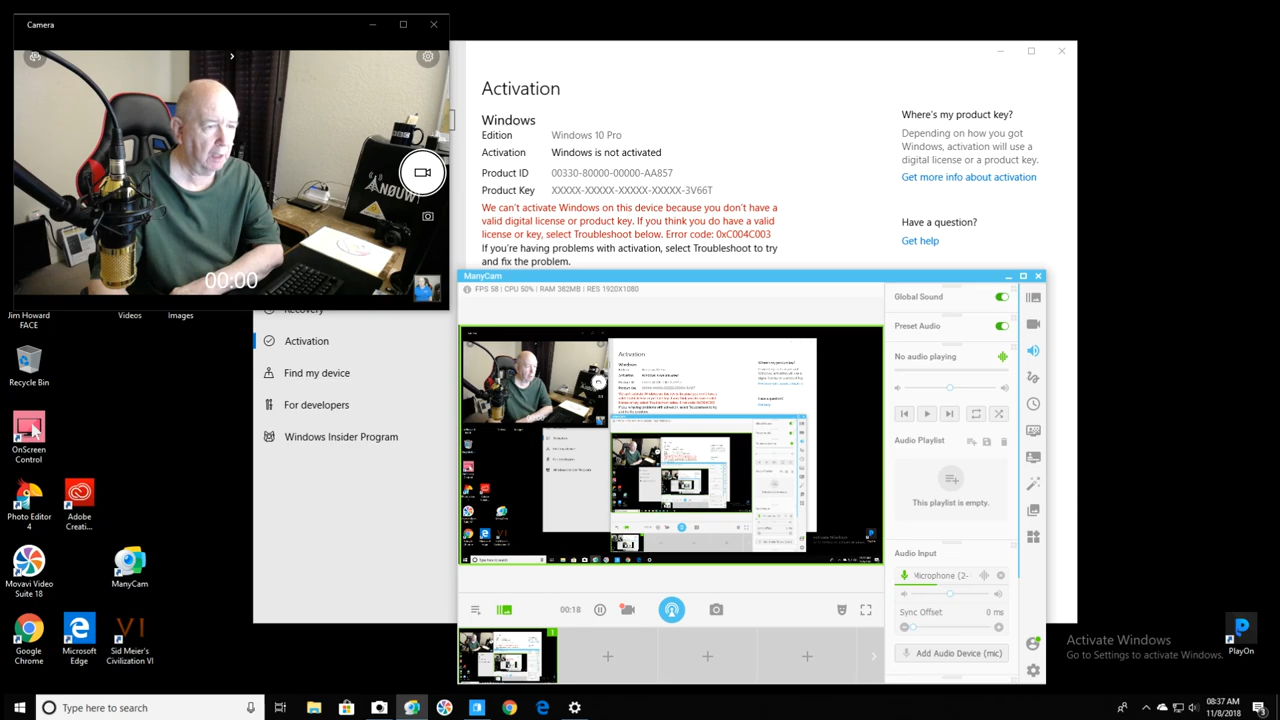 Camera
00:00
Activation
Windows
Edition Windows 10 Pro
Activation Windows is not activated
Product ID 00330-80000-00000-AA857
Product Key XXXXX-XXXXX-XXXXX-XXXXX-3V66T
We can't activate Windows on this device because you don't have a
valid digital license or product key. If you think you do have a valid
license or key, select Troubleshoot below. Error code: 0xC004C003
If you're having problems with activation, select Troubleshoot to try
and fix the problem.
Where's my product key?
Depending on how you got
Windows, activation will use a
digital license or a product key.
Get more info about activation
Have a question?
Get help
Recovery
Activation
Find my device
For developers
Windows Insider Program
Jim Howard
FACE
Videos
Images
Recycle Bin
OnScreen
Control
Photo Editor
4
Adobe
Creati...
Movavi Video
Suite 18
ManyCam
Google
Chrome
Microsoft
Edge
Sid Meier's
Civilization VI
PlayOn
ManyCam
FPS 58 | CPU 50% | RAM 382MB | RES 1920X1080
Global Sound
Preset Audio
No audio playing
Audio Playlist
This playlist is empty.
Audio Input
Microphone (2-
Sync Offset 0 ms
Add Audio Device (mic)
00:18
1
Activate Windows
Go to Settings to activate Windows.
Type here to search
08:37 AM
11/8/2018